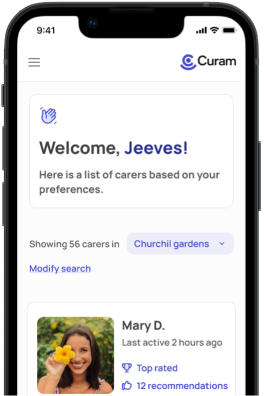 9:41
Curam
Welcome, Jeeves!
Here is a list of carers based on your
preferences.
Showing 56 carers in Churchil gardens
Modify search
Mary D.
Last active 2 hours ago
Top rated
12 recommendations